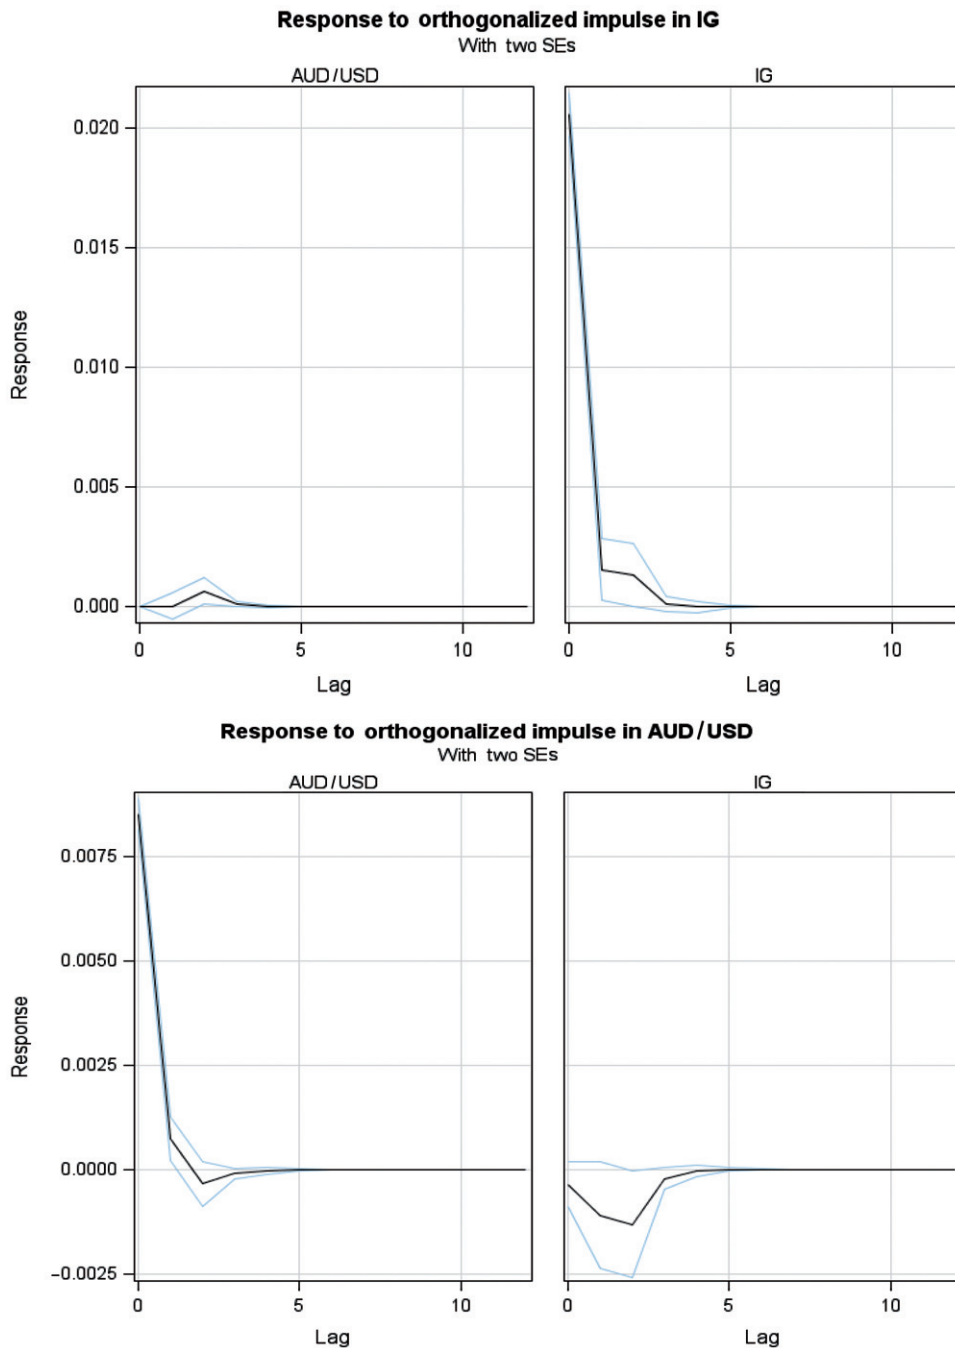 Response to orthogonalized impulse in IG
With two SEs
AUD/USD IG
0.020
0.015
0.010
0.005
0.000
Response
0 5 10 0 5 10
Lag Lag
Response to orthogonalized impulse in AUD/USD
With two SEs
AUD/USD IG
0.0075
0.0050
0.0025
0.0000
−0.0025
Response
0 5 10 0 5 10
Lag Lag